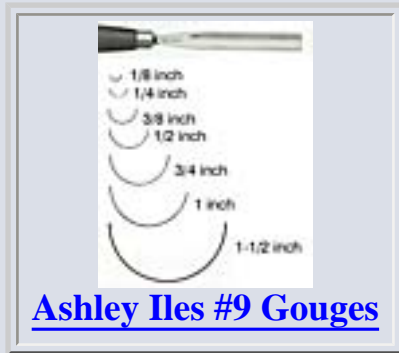 1/8 inch
1/4 inch
3/8 inch
1/2 inch
3/4 inch
1 inch
1-1/2 inch
Ashley Iles #9 Gouges